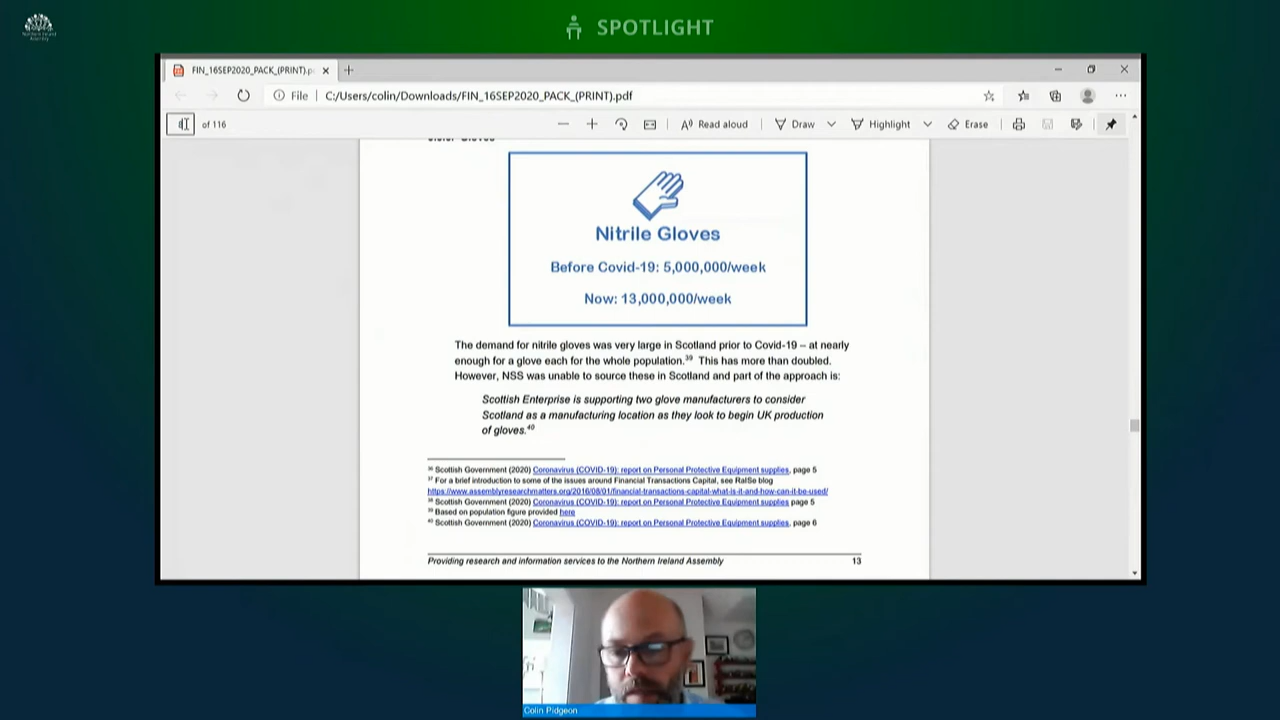 Northern Ireland
Assembly
SPOTLIGHT
FIN_16SEP2020_PACK_(PRINT).p
File
C:/Users/colin/Downloads/FIN_16SEP2020_PACK_(PRINT).pdf
of 116
Read aloud
Draw
Highlight
Erase
Gloves
Nitrile Gloves
Before Covid-19: 5,000,000/week
Now: 13,000,000/week
The demand for nitrile gloves was very large in Scotland prior to Covid-19 – at nearly
enough for a glove each for the whole population.³⁹ This has more than doubled.
However, NSS was unable to source these in Scotland and part of the approach is:
Scottish Enterprise is supporting two glove manufacturers to consider
Scotland as a manufacturing location as they look to begin UK production
of gloves.⁴⁰
³⁶ Scottish Government (2020) Coronavirus (COVID-19): report on Personal Protective Equipment supplies, page 5
³⁷ For a brief introduction to some of the issues around Financial Transactions Capital, see RaISe blog
https://www.assemblyresearchmatters.org/2016/08/01/financial-transactions-capital-what-is-it-and-how-can-it-be-used/
³⁸ Scottish Government (2020) Coronavirus (COVID-19): report on Personal Protective Equipment supplies page 5
³⁹ Based on population figure provided here
⁴⁰ Scottish Government (2020) Coronavirus (COVID-19): report on Personal Protective Equipment supplies, page 6
Providing research and information services to the Northern Ireland Assembly 13
Colin Pidgeon